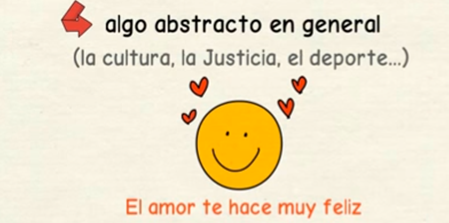 algo abstracto en general
(la cultura, la Justicia, el deporte...)
El amor te hace muy feliz